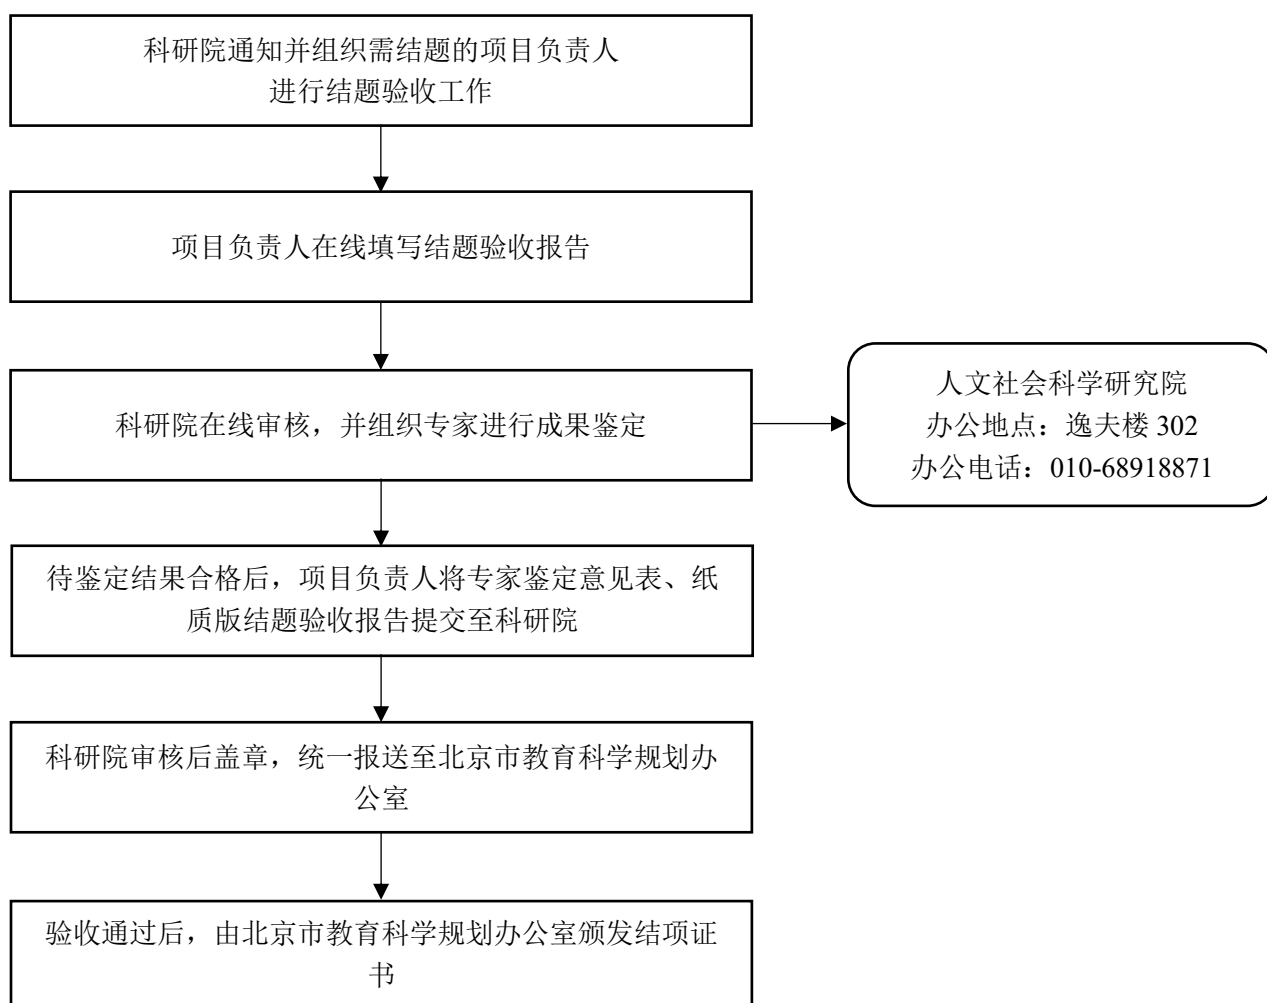 科研院通知并组织需结题的项目负责人
进行结题验收工作
项目负责人在线填写结题验收报告
科研院在线审核，并组织专家进行成果鉴定
人文社会科学研究院
办公地点：逸夫楼 302
办公电话：010-68918871
待鉴定结果合格后，项目负责人将专家鉴定意见表、纸
质版结题验收报告提交至科研院
科研院审核后盖章，统一报送至北京市教育科学规划办
公室
验收通过后，由北京市教育科学规划办公室颁发结项证
书